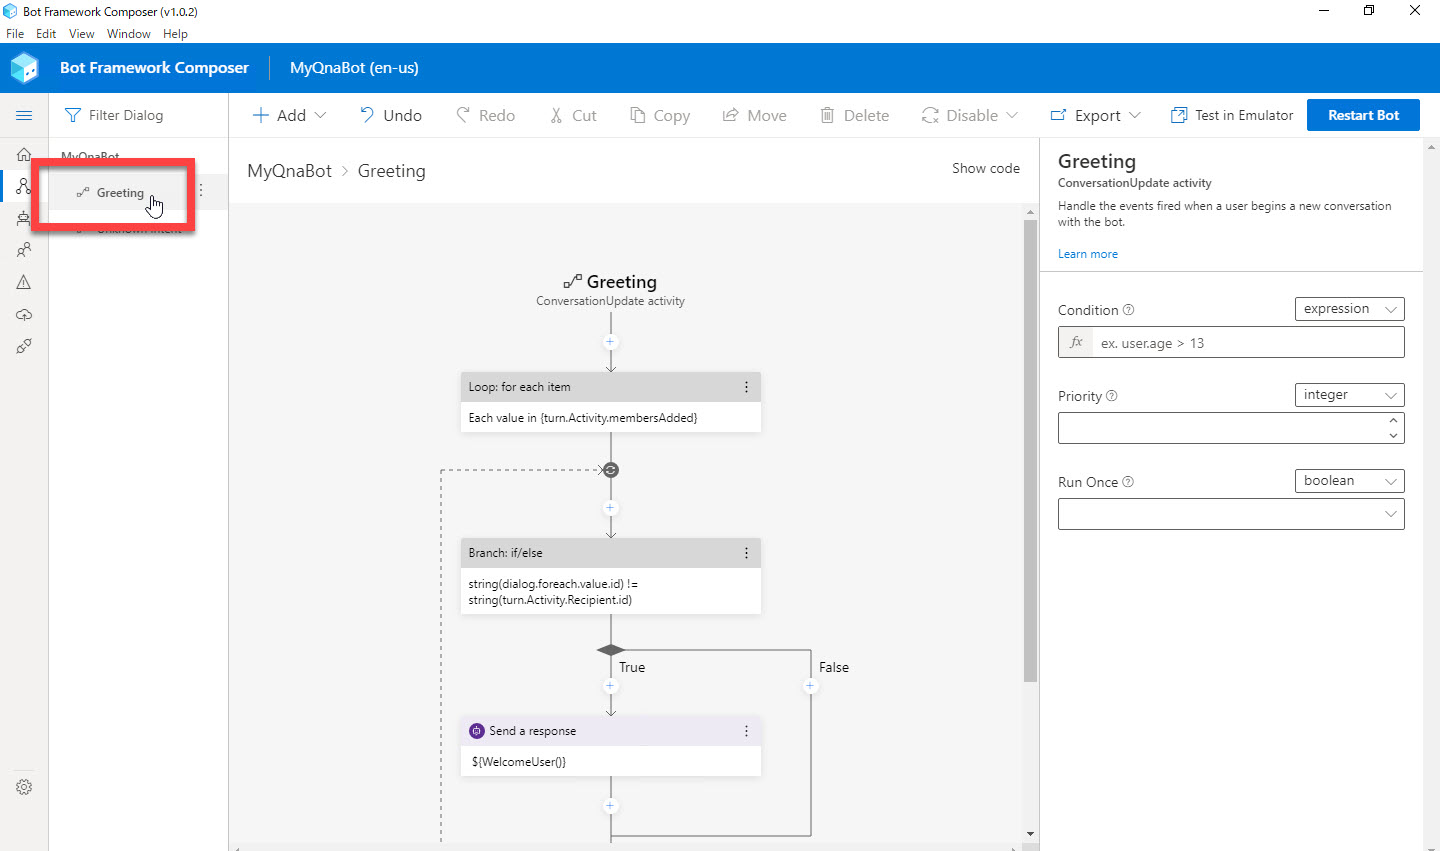 Bot Framework Composer (v1.0.2)
File Edit View Window Help
Bot Framework Composer MyQnaBot (en-us)
Filter Dialog
Add Undo Redo Cut Copy Move Delete Disable Export Test in Emulator Restart Bot
MyQnaBot
Greeting
Unknown intent
MyQnaBot > Greeting
Show code
Greeting
ConversationUpdate activity
Loop: for each item
Each value in {turn.Activity.membersAdded}
Branch: if/else
string(dialog.foreach.value.id) !=
string(turn.Activity.Recipient.id)
True
False
Send a response
${WelcomeUser()}
Greeting
ConversationUpdate activity
Handle the events fired when a user begins a new conversation
with the bot.
Learn more
Condition expression
fx ex. user.age > 13
Priority integer
Run Once boolean